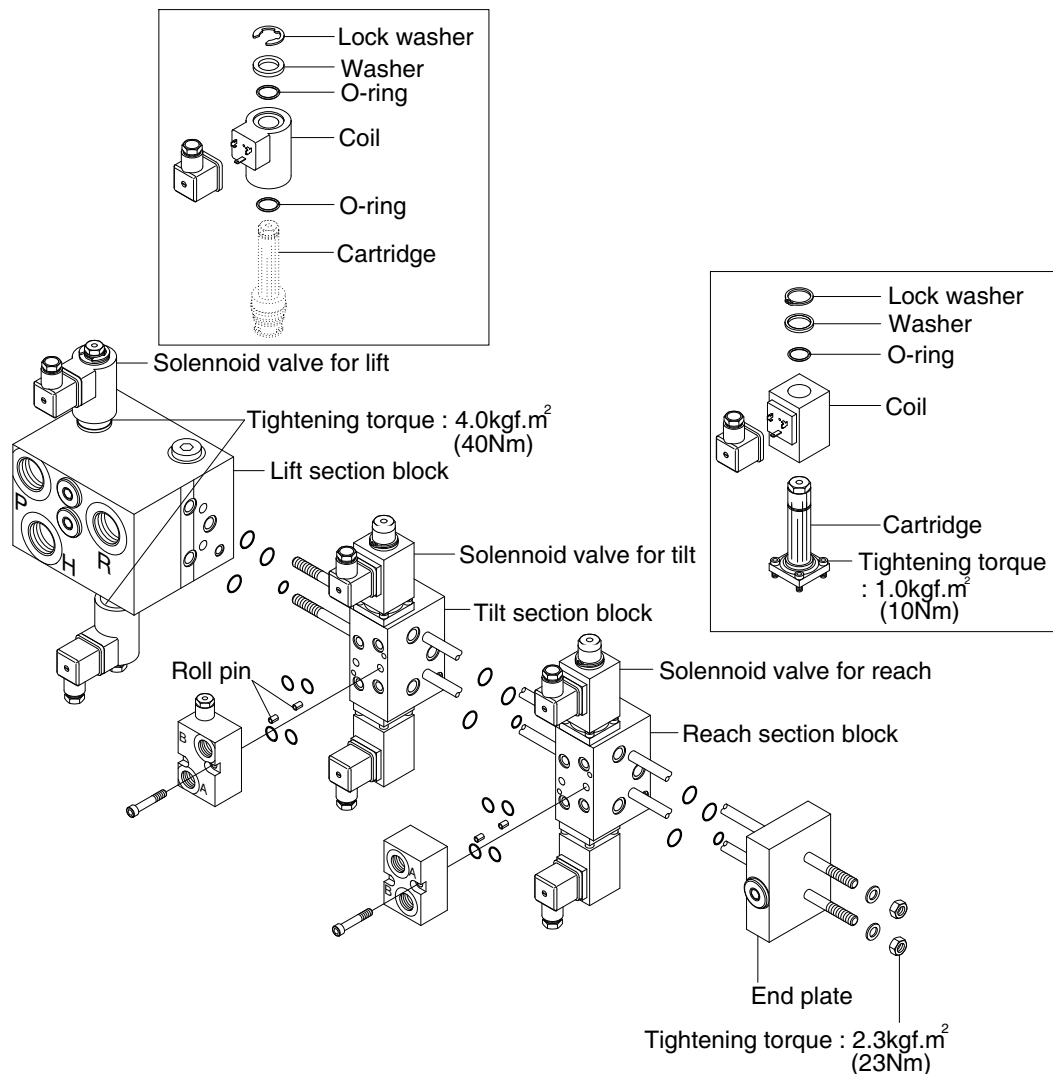 Lock washer
Washer
O-ring
Coil
O-ring
Cartridge
Solennoid valve for lift
Tightening torque : 4.0kgf.m²
(40Nm)
Lift section block
P
H
R
Lock washer
Washer
O-ring
Coil
Cartridge
Tightening torque
: 1.0kgf.m²
(10Nm)
Solennoid valve for tilt
Tilt section block
Roll pin
B
A
Solennoid valve for reach
Reach section block
A
B
End plate
Tightening torque : 2.3kgf.m²
(23Nm)